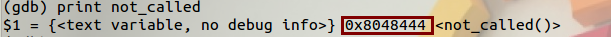 (gdb) print not_called
$1 = {<text variable, no debug info>} 0x8048444 <not_called()>